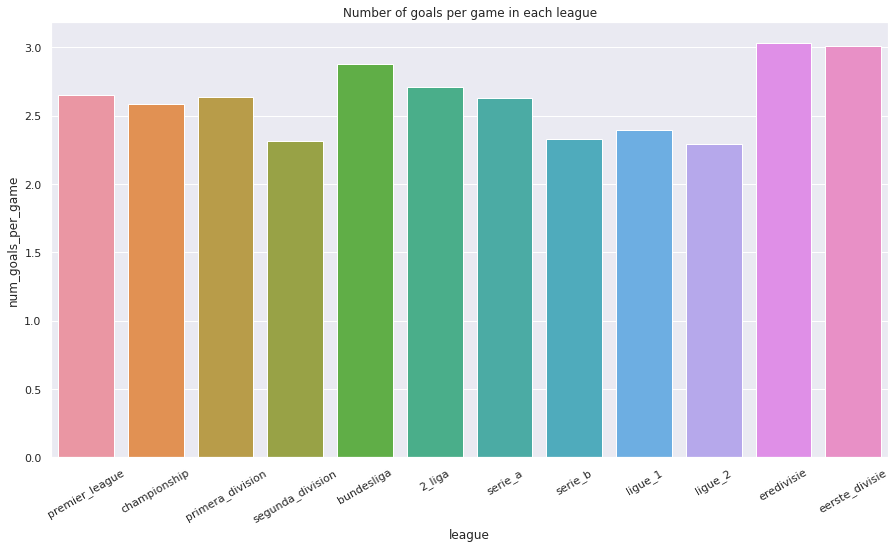 Number of goals per game in each league
num_goals_per_game
3.0
2.5
2.0
1.5
1.0
0.5
0.0
premier_league
championship
primera_division
segunda_division
bundesliga
2_liga
serie_a
serie_b
ligue_1
ligue_2
eredivisie
eerste_divisie
league